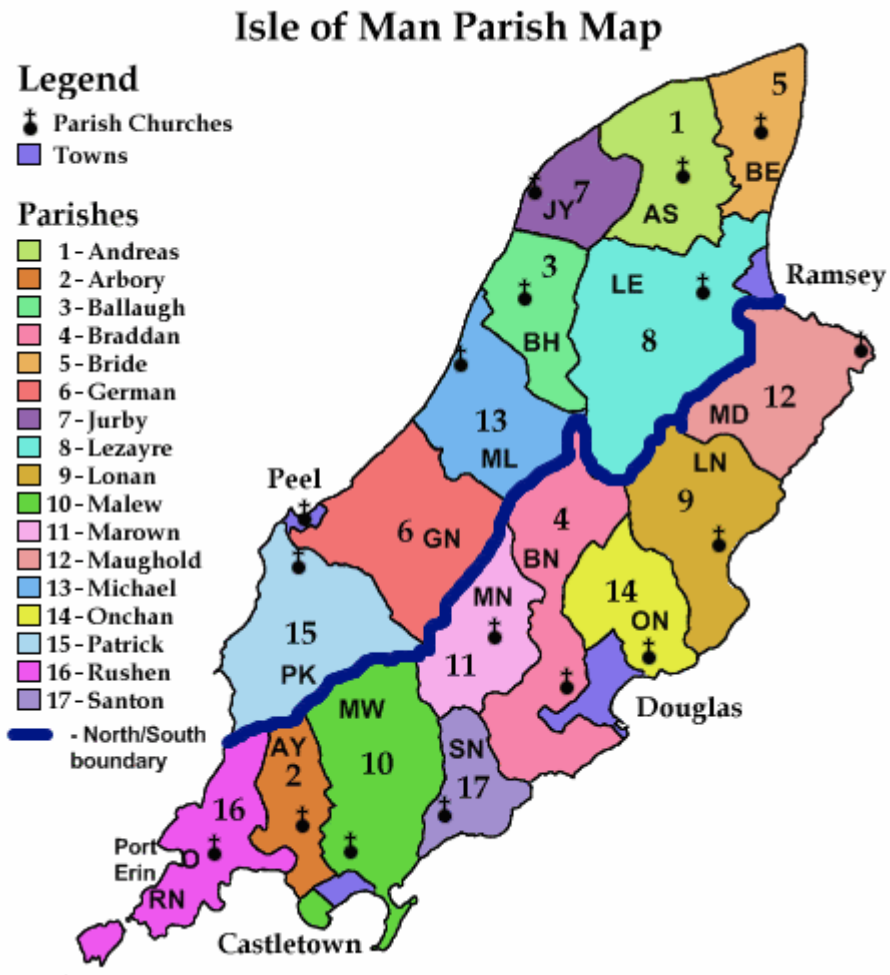 Isle of Man Parish Map
Legend
Parish Churches
Towns
Parishes
1 - Andreas
2 - Arbory
3 - Ballaugh
4 - Braddan
5 - Bride
6 - German
7 - Jurby
8 - Lezayre
9 - Lonan
10 - Malew
11 - Marown
12 - Maughold
13 - Michael
14 - Onchan
15 - Patrick
16 - Rushen
17 - Santon
- North/South
boundary
5
BE
1
AS
7
JY
3
BH
LE
8
Ramsey
12
MD
13
ML
LN
9
Peel
6 GN
4
BN
14
ON
MN
11
15
PK
Douglas
MW
10
SN
17
AY
2
16
Port
Erin
RN
Castletown